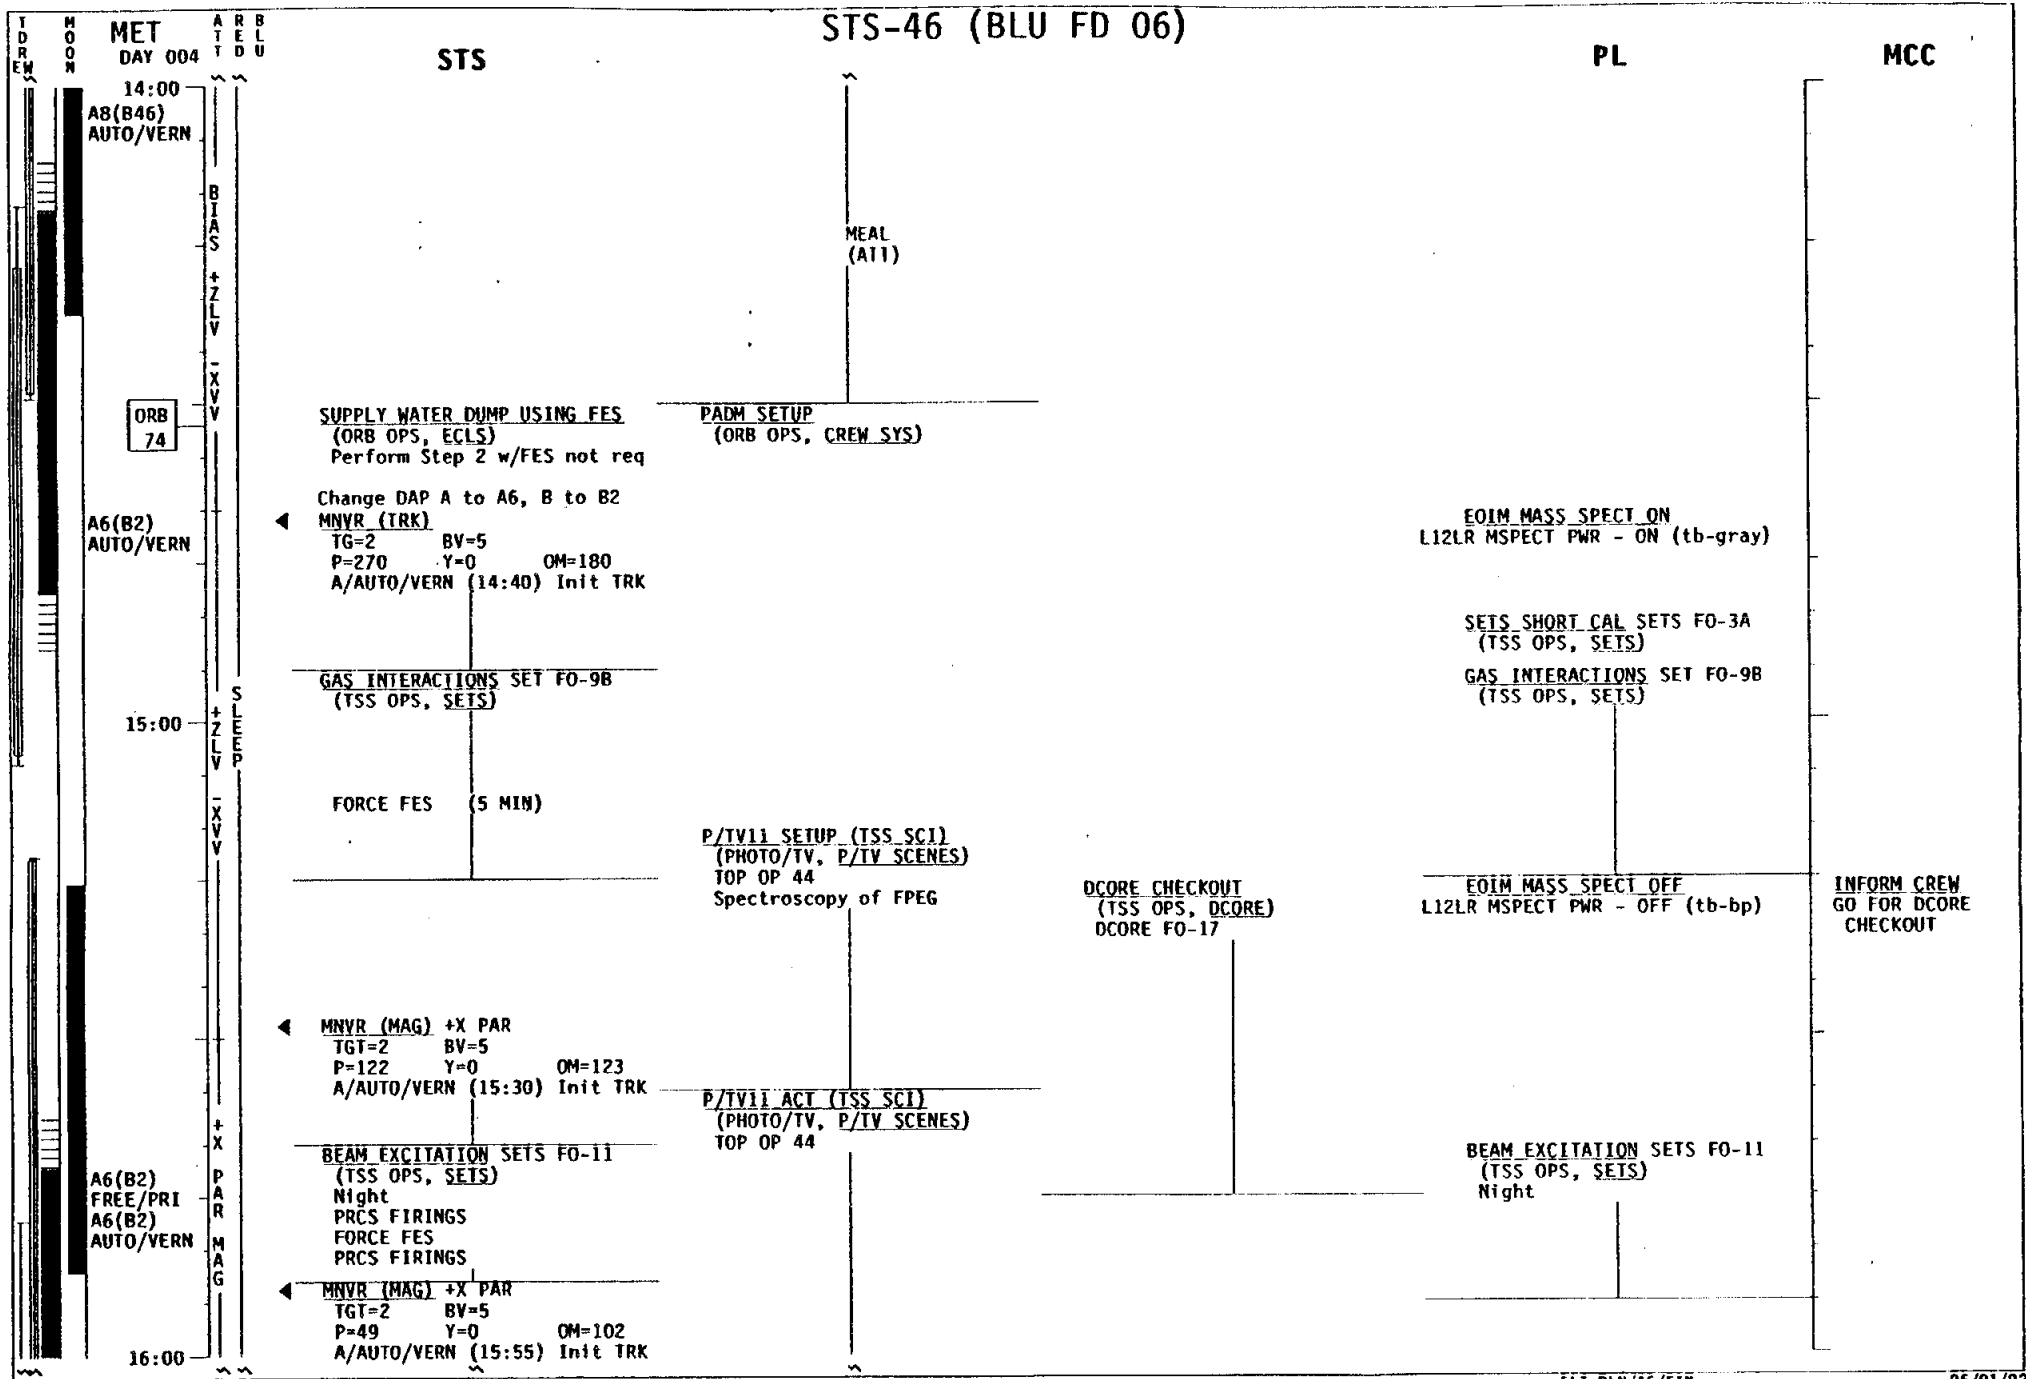 STS-46 (BLU FD 06)
TDRE W
MOON
MET
DAY 004
ATT
RED
BLU
STS
PL
MCC
14:00
A8(B46)
AUTO/VERN
BIAS +ZLV -XVV
MEAL
(All)
ORB
74
SUPPLY WATER DUMP USING FES
(ORB OPS, ECLS)
Perform Step 2 w/FES not req
PADM SETUP
(ORB OPS, CREW SYS)
Change DAP A to A6, B to B2
A6(B2)
AUTO/VERN
MNVR (TRK)
TG=2 BV=5
P=270 Y=0 OM=180
A/AUTO/VERN (14:40) Init TRK
EOIM MASS SPECT ON
L12LR MSPECT PWR - ON (tb-gray)
SETS SHORT CAL SETS FO-3A
(TSS OPS, SETS)
GAS INTERACTIONS SET FO-9B
(TSS OPS, SETS)
GAS INTERACTIONS SET FO-9B
(TSS OPS, SETS)
15:00
+ZLV -XVV
SLEEP
FORCE FES (5 MIN)
P/TV11 SETUP (TSS SCI)
(PHOTO/TV, P/TV SCENES)
TOP OP 44
Spectroscopy of FPEG
DCORE CHECKOUT
(TSS OPS, DCORE)
DCORE FO-17
EOIM MASS SPECT OFF
L12LR MSPECT PWR - OFF (tb-bp)
INFORM CREW
GO FOR DCORE
CHECKOUT
MNVR (MAG) +X PAR
TGT=2 BV=5
P=122 Y=0 OM=123
A/AUTO/VERN (15:30) Init TRK
P/TV11 ACT (TSS SCI)
(PHOTO/TV, P/TV SCENES)
TOP OP 44
+X PAR MAG
A6(B2)
FREE/PRI
A6(B2)
AUTO/VERN
BEAM EXCITATION SETS FO-11
(TSS OPS, SETS)
Night
PRCS FIRINGS
FORCE FES
PRCS FIRINGS
BEAM EXCITATION SETS FO-11
(TSS OPS, SETS)
Night
MNVR (MAG) +X PAR
TGT=2 BV=5
P=49 Y=0 OM=102
A/AUTO/VERN (15:55) Init TRK
16:00